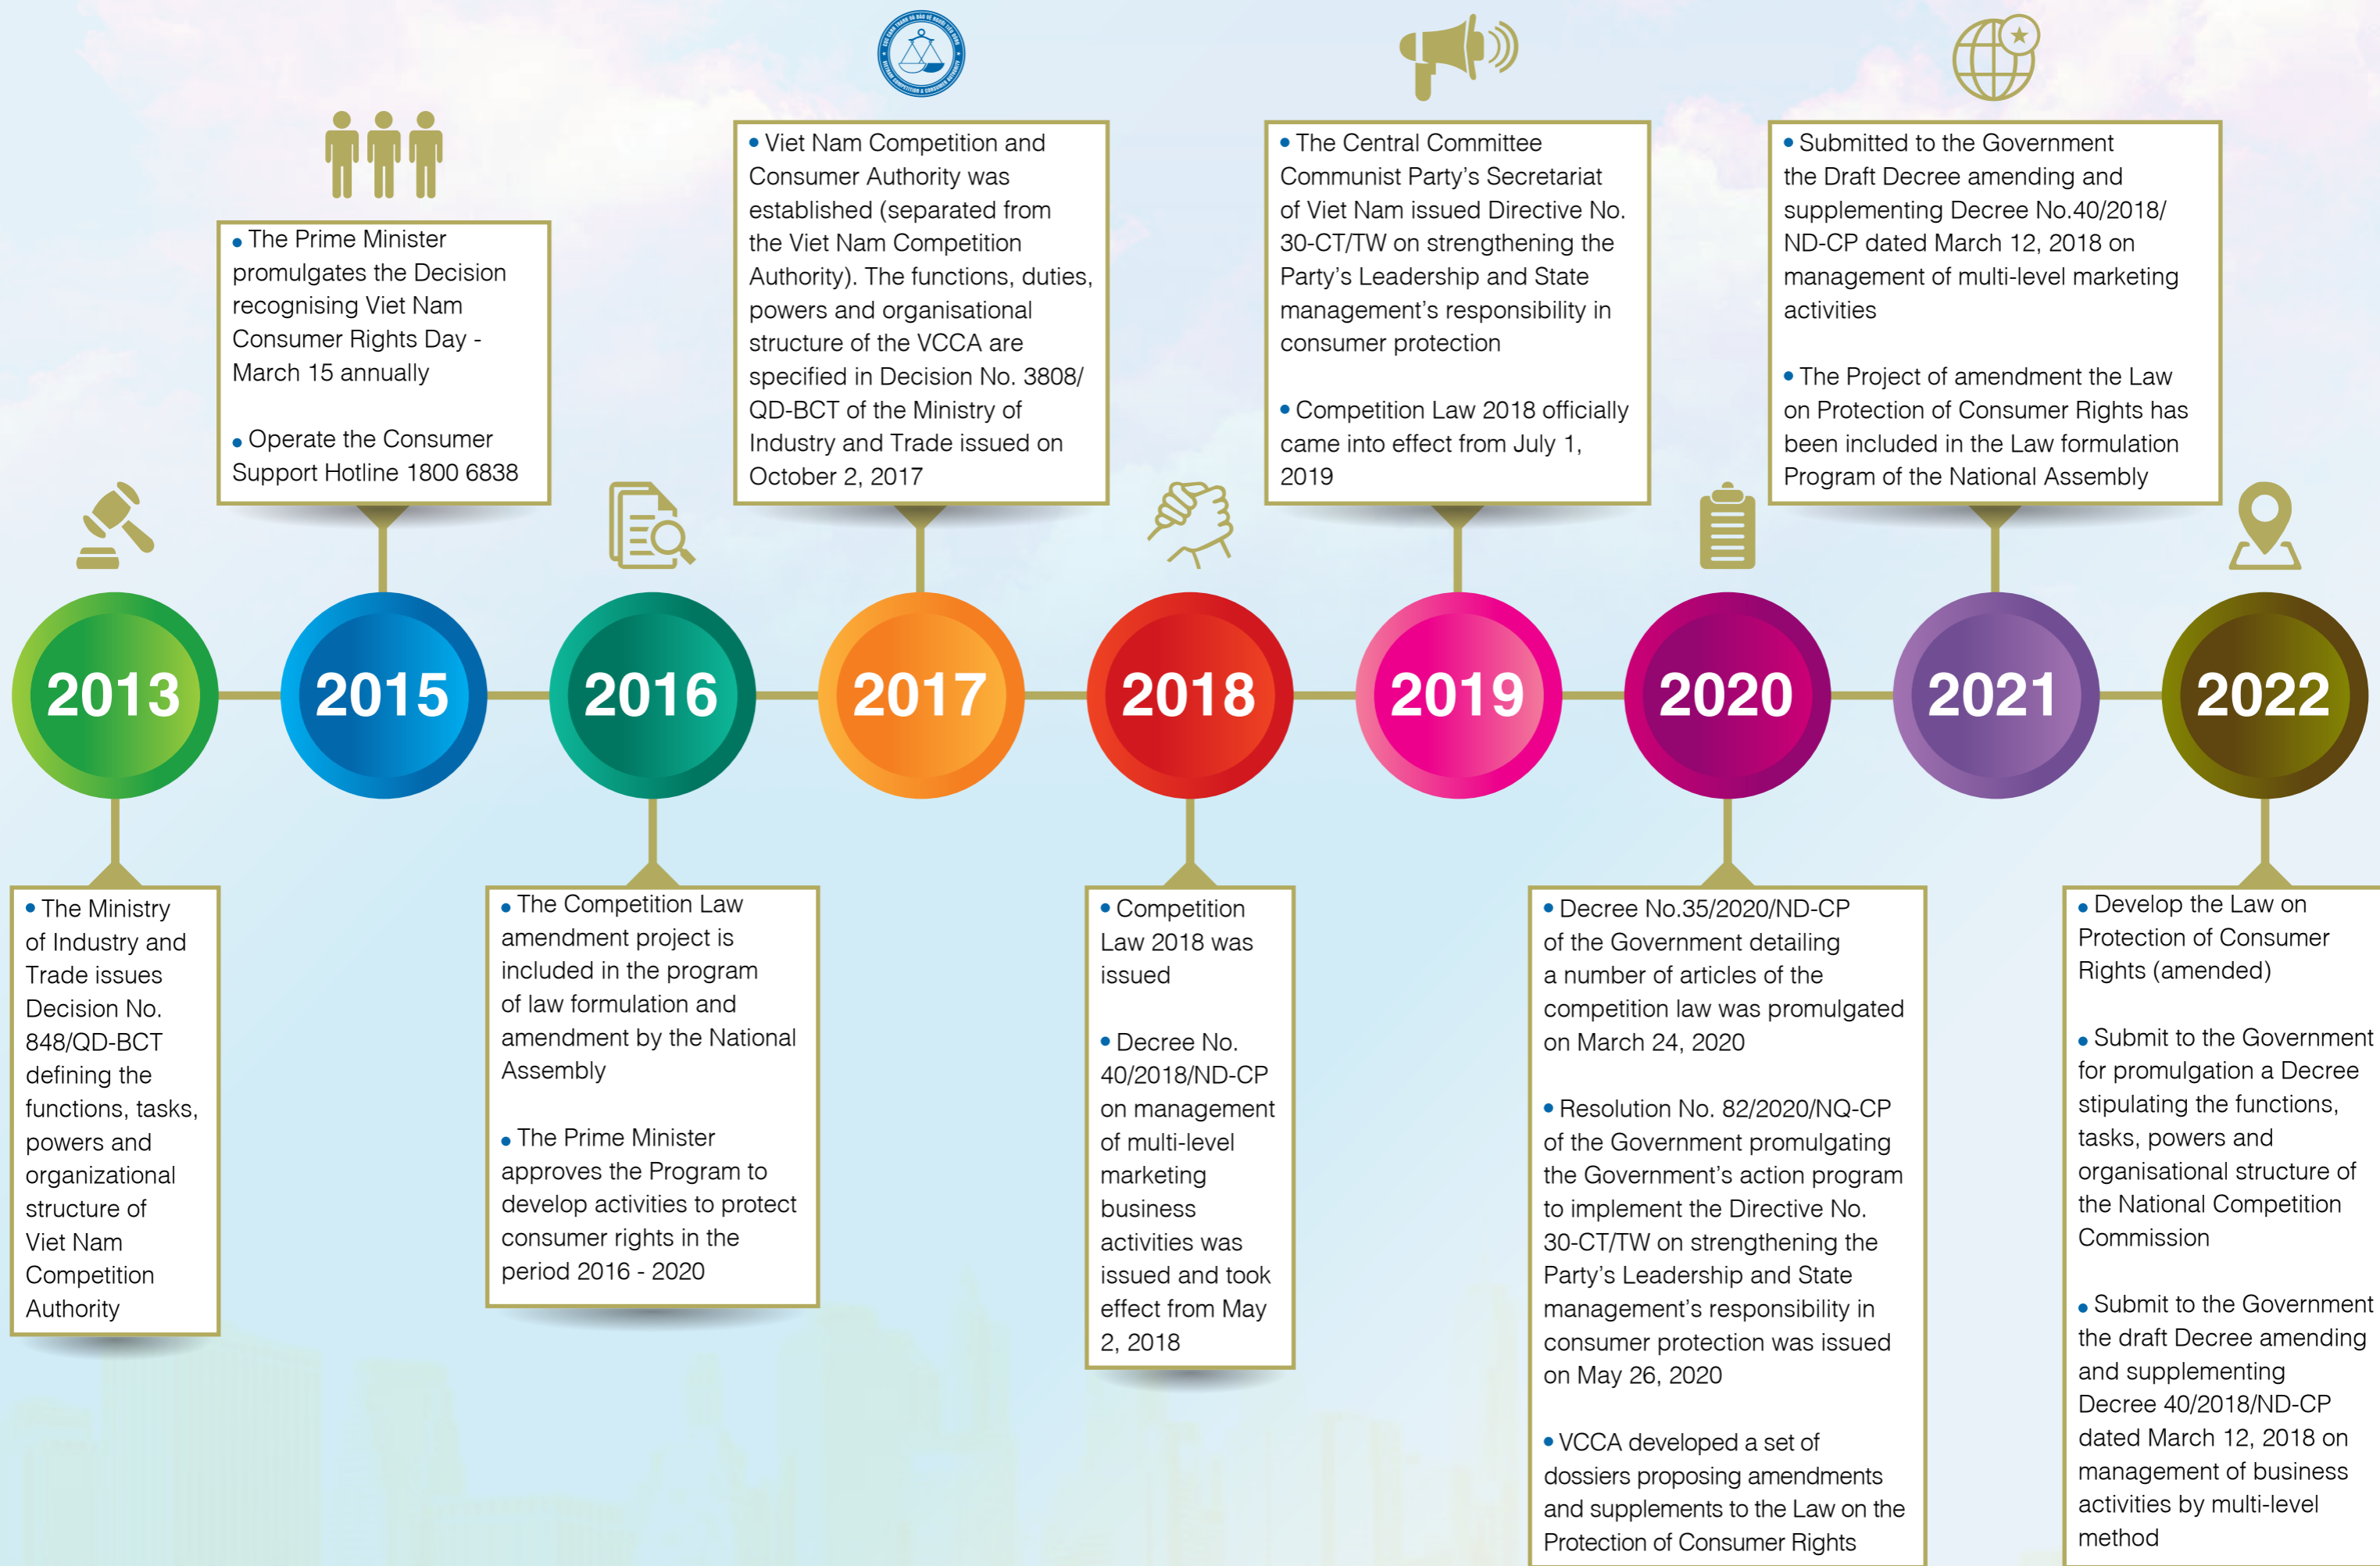 CỤC CẠNH TRANH VÀ BẢO VỆ NGƯỜI TIÊU DÙNG
VIETNAM COMPETITION & CONSUMER AUTHORITY
2013
• The Ministry
of Industry and
Trade issues
Decision No.
848/QD-BCT
defining the
functions, tasks,
powers and
organizational
structure of
Viet Nam
Competition
Authority
• The Prime Minister
promulgates the Decision
recognising Viet Nam
Consumer Rights Day -
March 15 annually
• Operate the Consumer
Support Hotline 1800 6838
2015
2016
• The Competition Law
amendment project is
included in the program
of law formulation and
amendment by the National
Assembly
• The Prime Minister
approves the Program to
develop activities to protect
consumer rights in the
period 2016 - 2020
• Viet Nam Competition and
Consumer Authority was
established (separated from
the Viet Nam Competition
Authority). The functions, duties,
powers and organisational
structure of the VCCA are
specified in Decision No. 3808/
QD-BCT of the Ministry of
Industry and Trade issued on
October 2, 2017
2017
2018
• Competition
Law 2018 was
issued
• Decree No.
40/2018/ND-CP
on management
of multi-level
marketing
business
activities was
issued and took
effect from May
2, 2018
• The Central Committee
Communist Party's Secretariat
of Viet Nam issued Directive No.
30-CT/TW on strengthening the
Party's Leadership and State
management's responsibility in
consumer protection
• Competition Law 2018 officially
came into effect from July 1,
2019
2019
2020
• Decree No.35/2020/ND-CP
of the Government detailing
a number of articles of the
competition law was promulgated
on March 24, 2020
• Resolution No. 82/2020/NQ-CP
of the Government promulgating
the Government's action program
to implement the Directive No.
30-CT/TW on strengthening the
Party's Leadership and State
management's responsibility in
consumer protection was issued
on May 26, 2020
• VCCA developed a set of
dossiers proposing amendments
and supplements to the Law on the
Protection of Consumer Rights
• Submitted to the Government
the Draft Decree amending and
supplementing Decree No.40/2018/
ND-CP dated March 12, 2018 on
management of multi-level marketing
activities
• The Project of amendment the Law
on Protection of Consumer Rights has
been included in the Law formulation
Program of the National Assembly
2021
2022
• Develop the Law on
Protection of Consumer
Rights (amended)
• Submit to the Government
for promulgation a Decree
stipulating the functions,
tasks, powers and
organisational structure of
the National Competition
Commission
• Submit to the Government
the draft Decree amending
and supplementing
Decree 40/2018/ND-CP
dated March 12, 2018 on
management of business
activities by multi-level
method